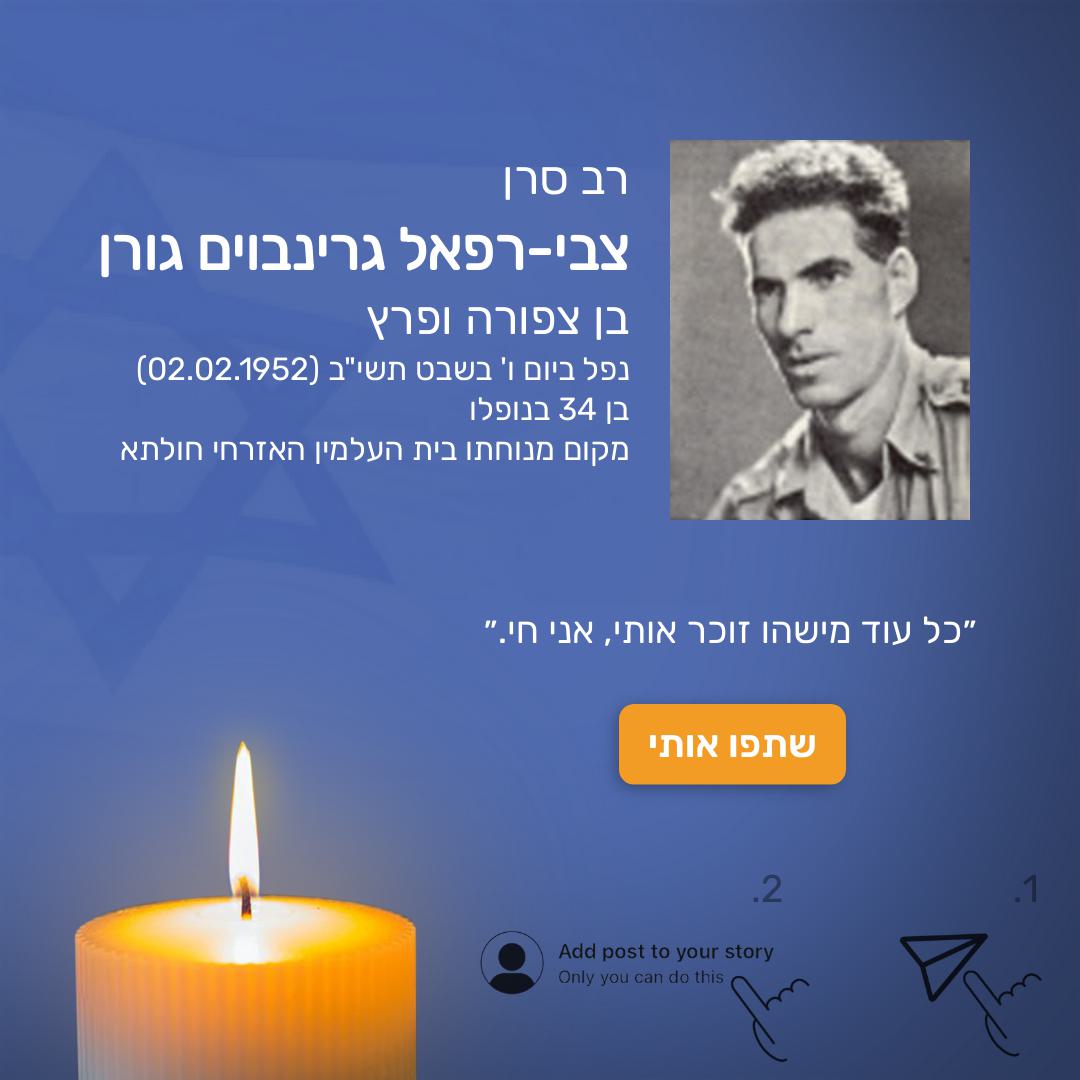 רב סרן
צבי-רפאל גרינבוים גורן
בן צפורה ופרץ
נפל ביום ו' בשבט תשי"ב (02.02.1952)
בן 34 בנופלו
מקום מנוחתו בית העלמין האזרחי חולתא
״כל עוד מישהו זוכר אותי, אני חי.״
שתפו אותי
.1
.2
Add post to your story
Only you can do this